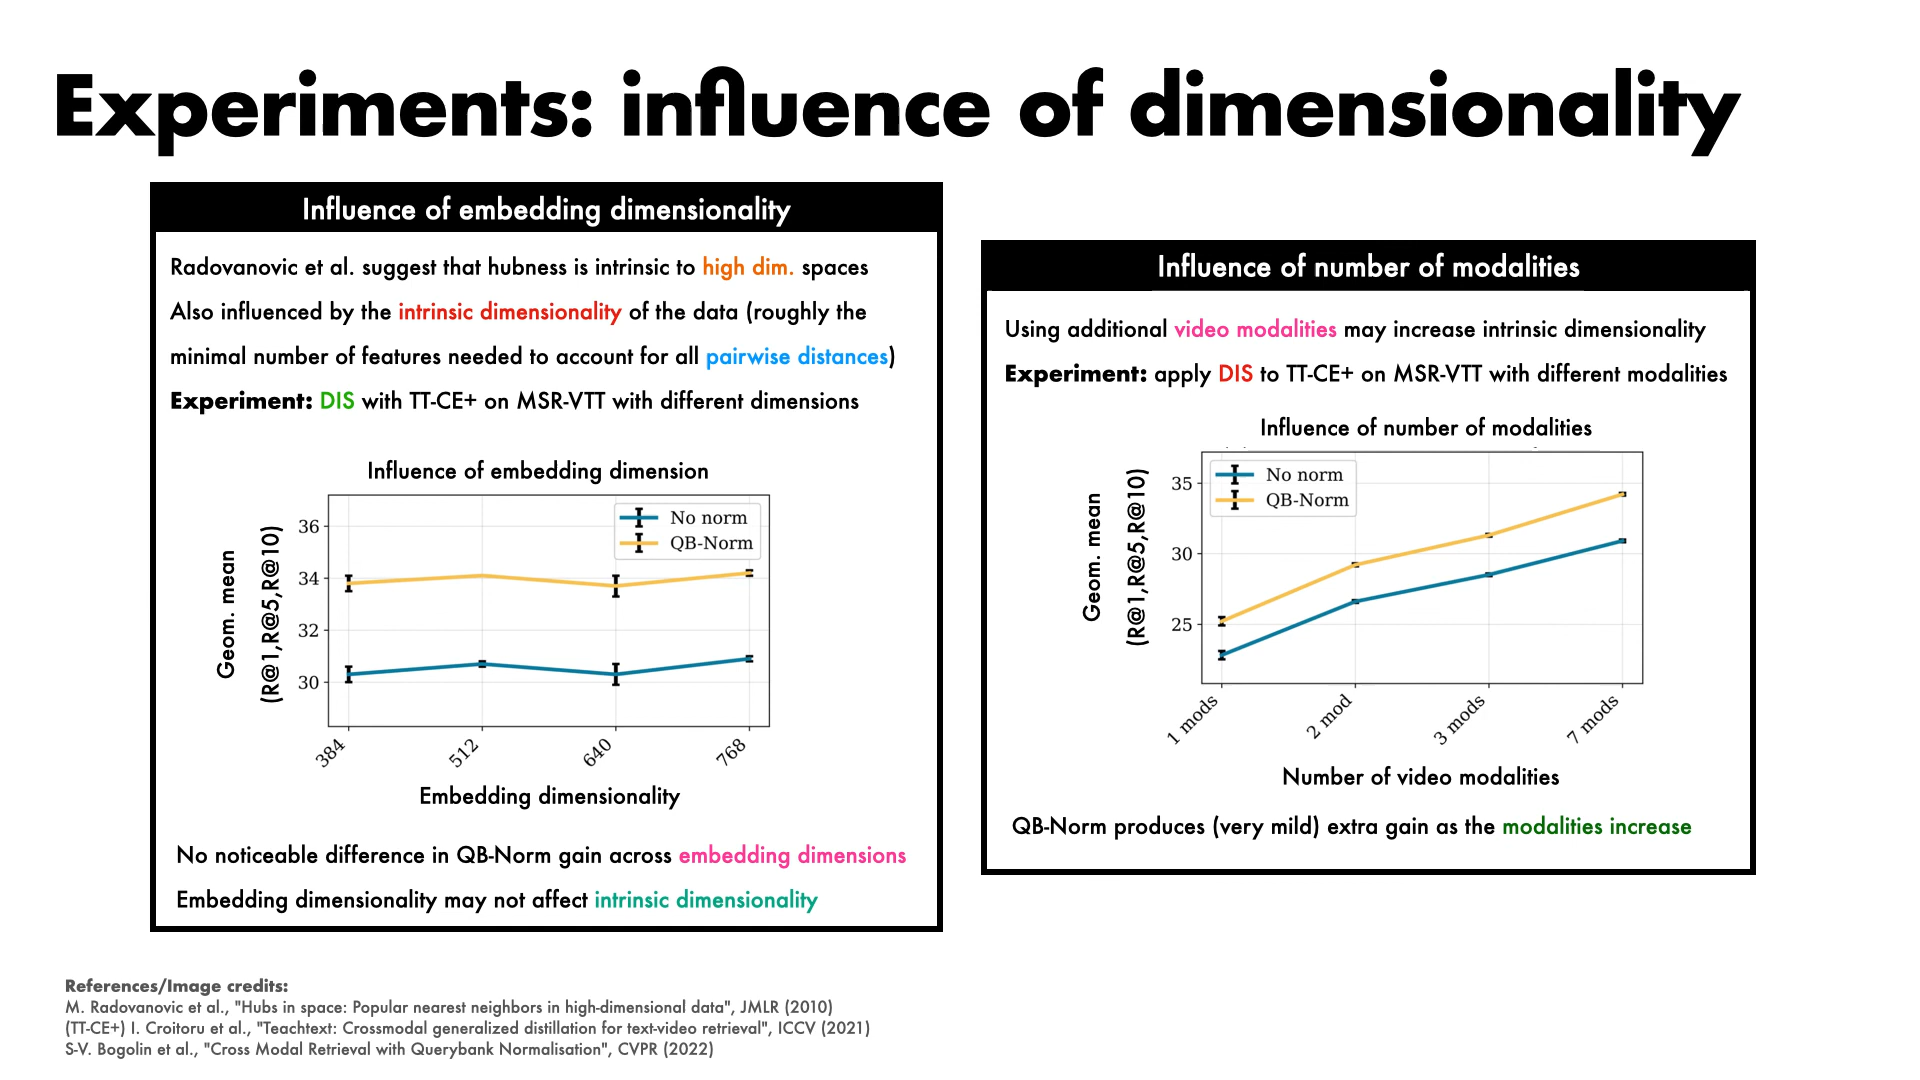 Experiments: influence of dimensionality
Influence of embedding dimensionality
Radovanovic et al. suggest that hubness is intrinsic to high dim. spaces
Also influenced by the intrinsic dimensionality of the data (roughly the
minimal number of features needed to account for all pairwise distances)
Experiment: DIS with TT-CE+ on MSR-VTT with different dimensions
Influence of embedding dimension
Geom. mean
(R@1,R@5,R@10)
36
34
32
30
No norm
QB-Norm
384
512
640
768
Embedding dimensionality
No noticeable difference in QB-Norm gain across embedding dimensions
Embedding dimensionality may not affect intrinsic dimensionality
Influence of number of modalities
Using additional video modalities may increase intrinsic dimensionality
Experiment: apply DIS to TT-CE+ on MSR-VTT with different modalities
Influence of number of modalities
Geom. mean
(R@1,R@5,R@10)
35
30
25
No norm
QB-Norm
1 mods
2 mod
3 mods
7 mods
Number of video modalities
QB-Norm produces (very mild) extra gain as the modalities increase
References/Image credits:
M. Radovanovic et al., "Hubs in space: Popular nearest neighbors in high-dimensional data", JMLR (2010)
(TT-CE+) I. Croitoru et al., "Teachtext: Crossmodal generalized distillation for text-video retrieval", ICCV (2021)
S-V. Bogolin et al., "Cross Modal Retrieval with Querybank Normalisation", CVPR (2022)